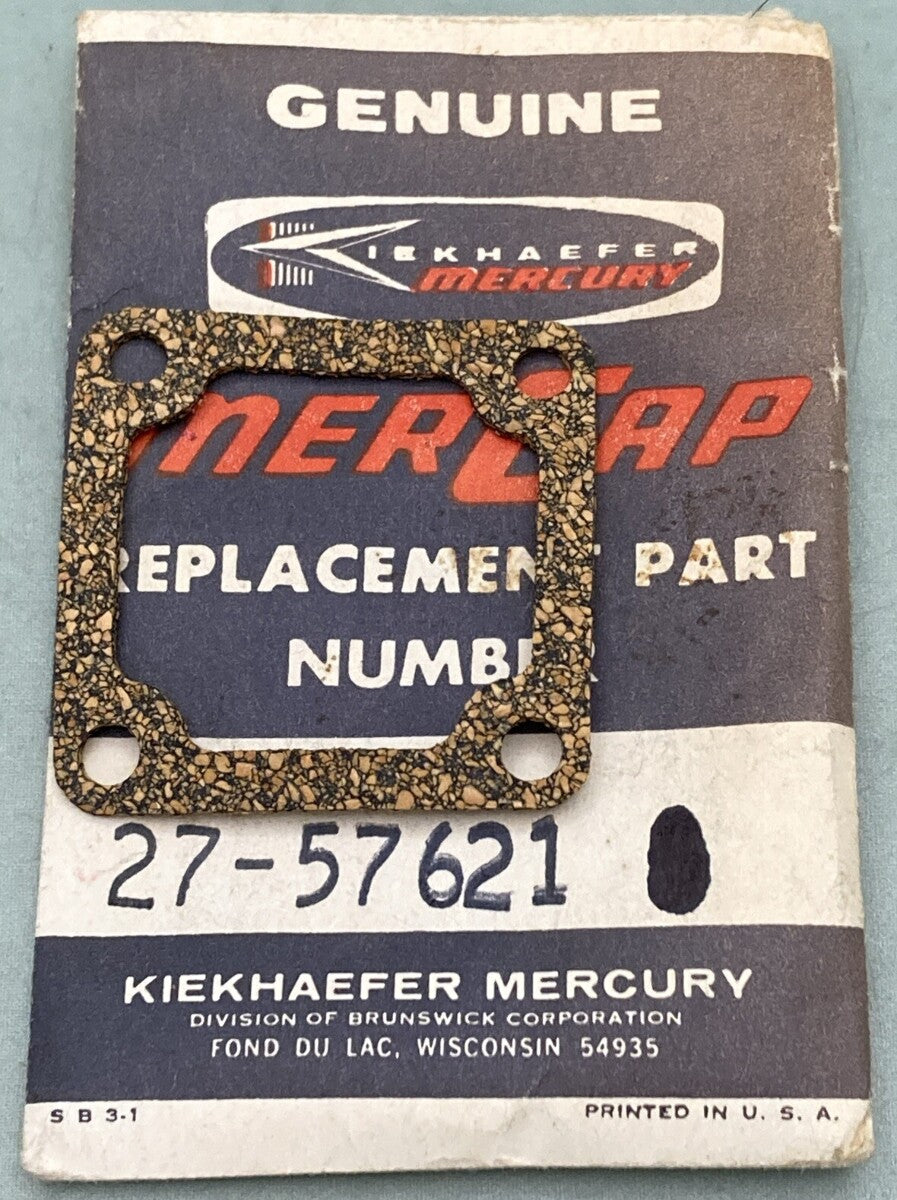 GENUINE
KIEKHAEFER
MERCURY
MERCAP
REPLACEMENT PART
NUMBER
27-57621
KIEKHAEFER MERCURY
DIVISION OF BRUNSWICK CORPORATION
FOND DU LAC, WISCONSIN 54935
S B 3-1 PRINTED IN U. S. A.